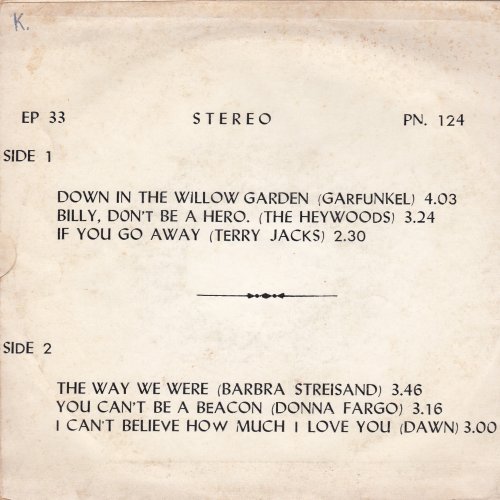 K.
EP 33 STEREO PN. 124
SIDE 1
DOWN IN THE WiLLOW GARDEN (GARFUNKEL) 4.03
BILLY, DON'T BE A HERO. (THE HEYWOODS) 3.24
IF YOU GO AWAY (TERRY JACKS) 2.30
SIDE 2
THE WAY WE WERE (BARBRA STREISAND) 3.46
YOU CAN'T BE A BEACON (DONNA FARGO) 3.16
I CAN'T BELIEVE HOW MUCH I LOVE YOU (DAWN) 3.00